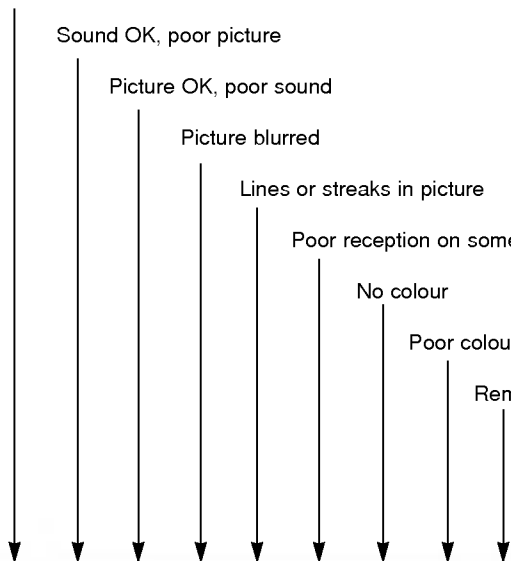 Sound OK, poor picture
Picture OK, poor sound
Picture blurred
Lines or streaks in picture
Poor reception on some
No colour
Poor colou
Rem